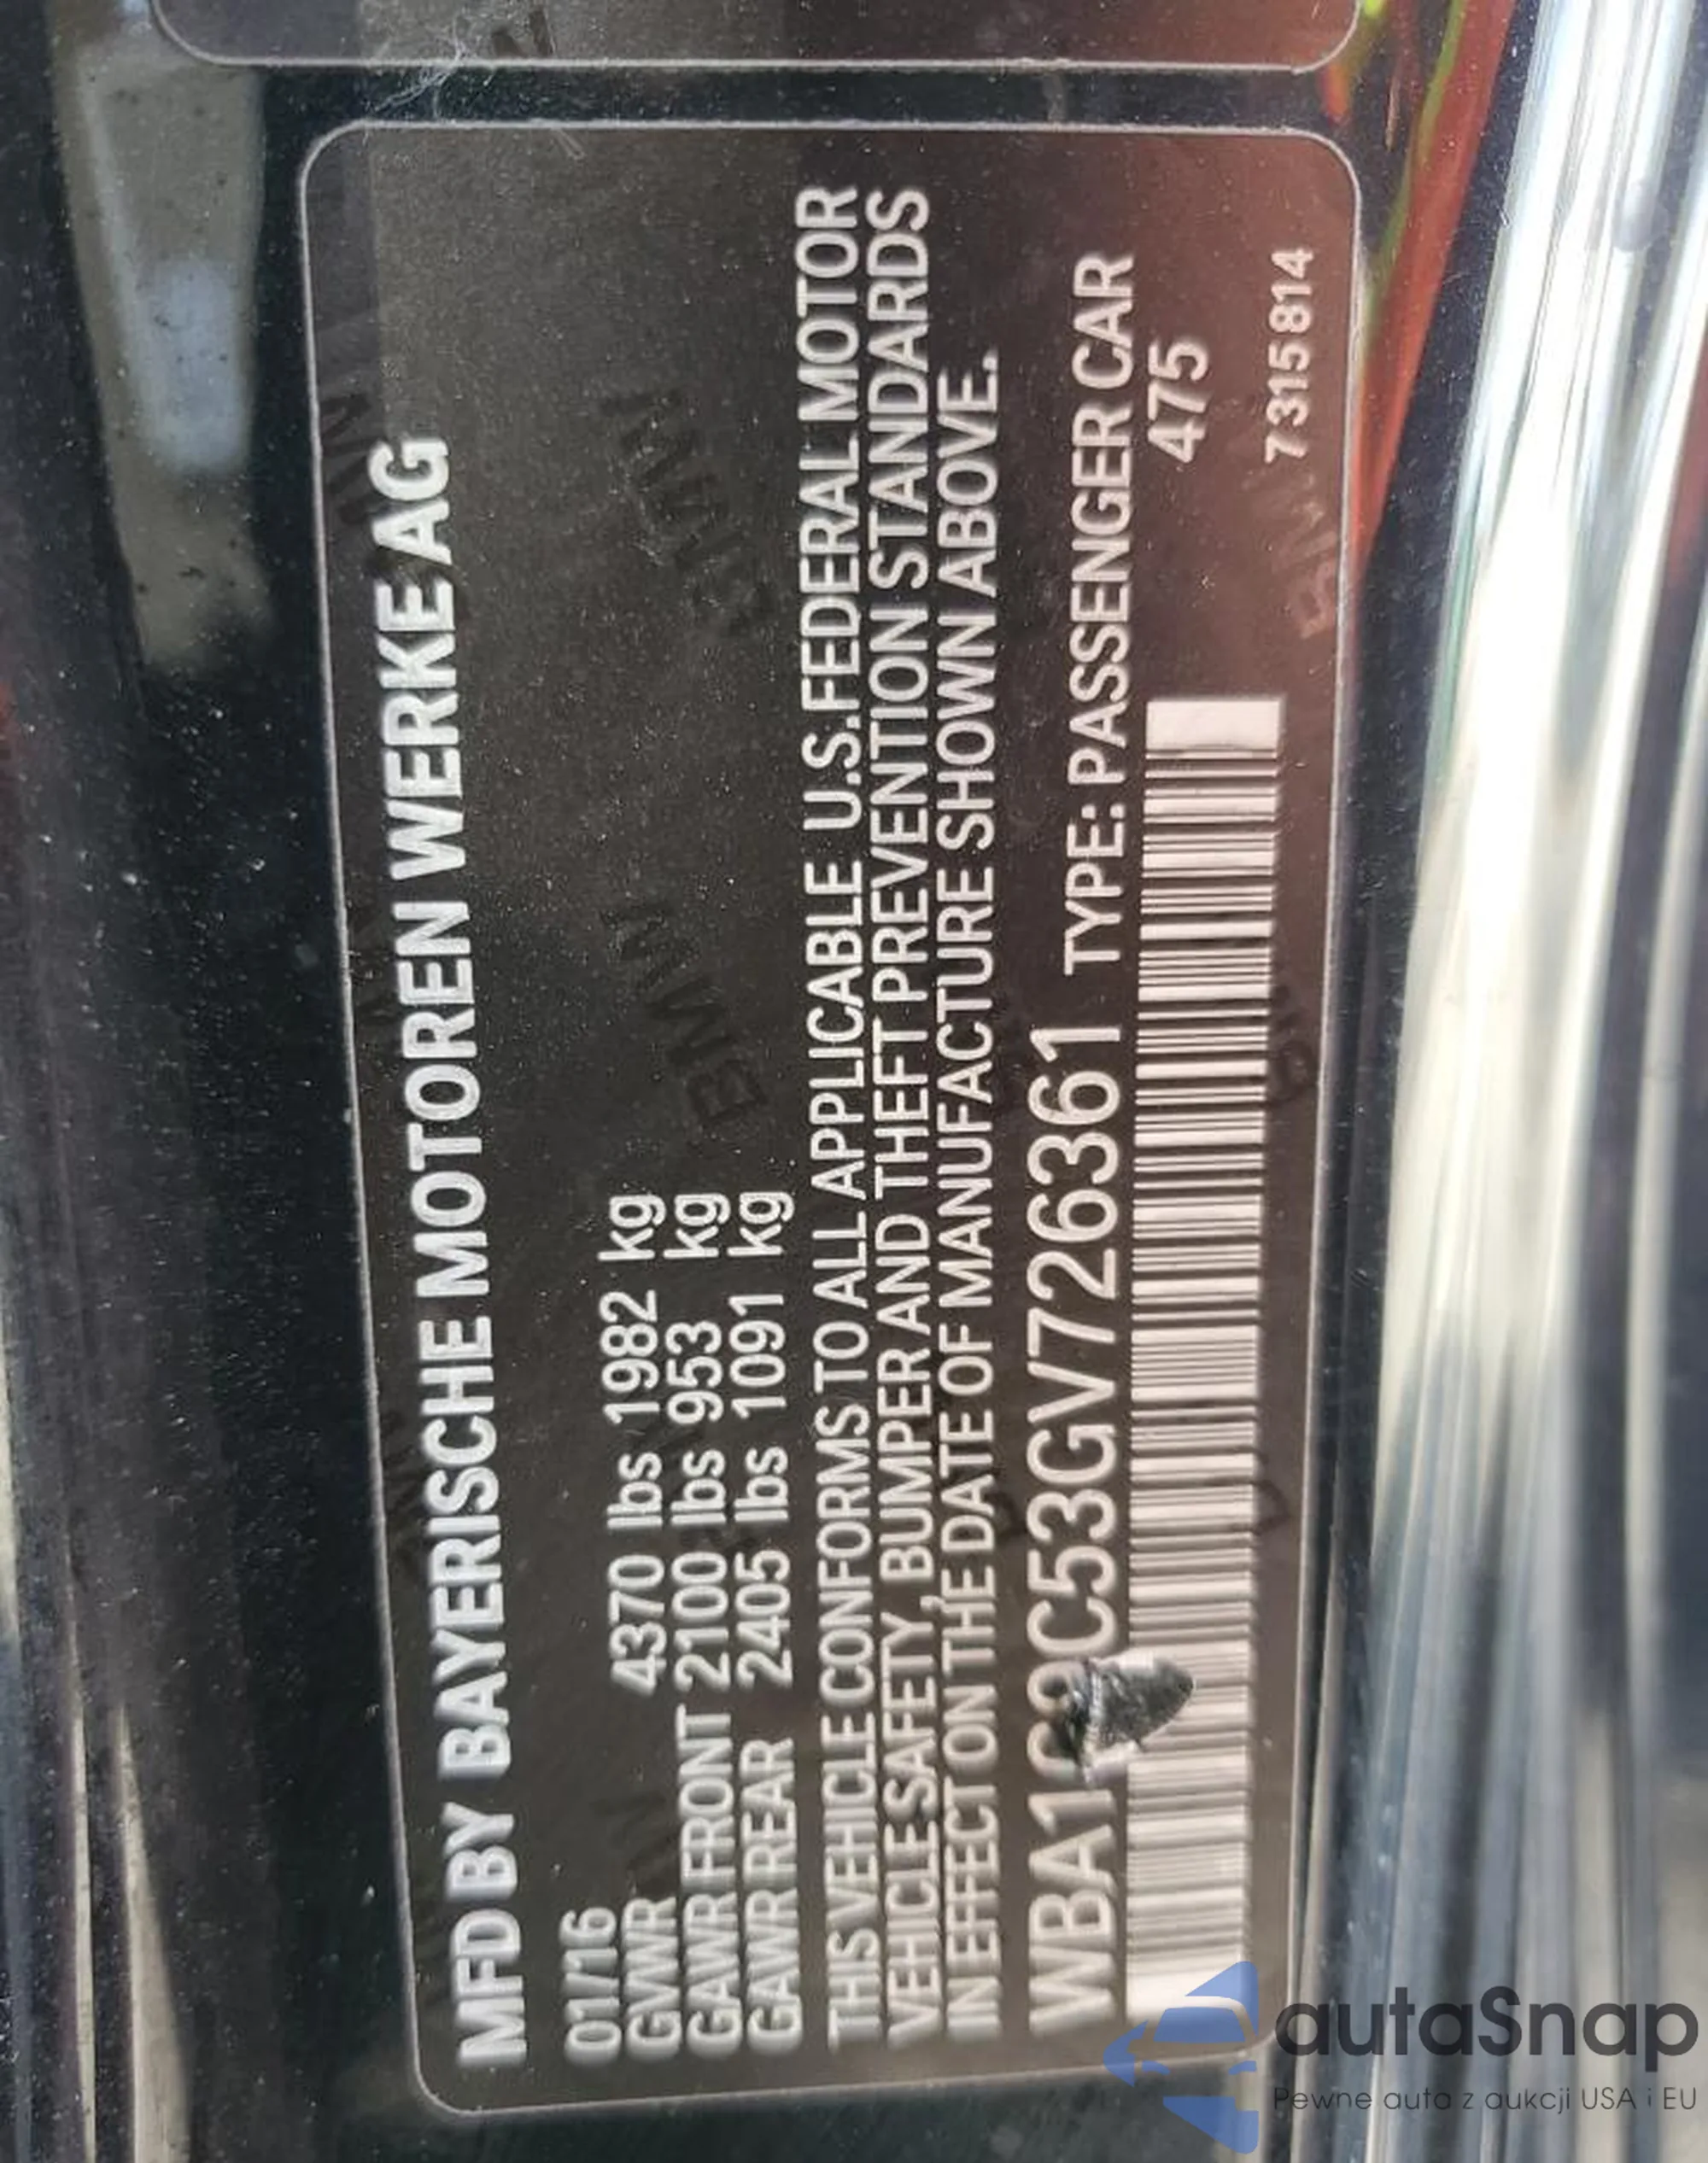 MFD BY BAYERISCHE MOTOREN WERKE AG
01/16
GVWR 4370 lbs 1982 kg
GAWR FRONT 2100 lbs 953 kg
GAWR REAR 2405 lbs 1091 kg
THIS VEHICLE CONFORMS TO ALL APPLICABLE U.S.FEDERAL MOTOR
VEHICLE SAFETY, BUMPER AND THEFT PREVENTION STANDARDS
IN EFFECT ON THE DATE OF MANUFACTURE SHOWN ABOVE.
WBA1G9C53GV726361 TYPE: PASSENGER CAR
475
7315814
autaSnap
Pewne auta z aukcji USA i EU